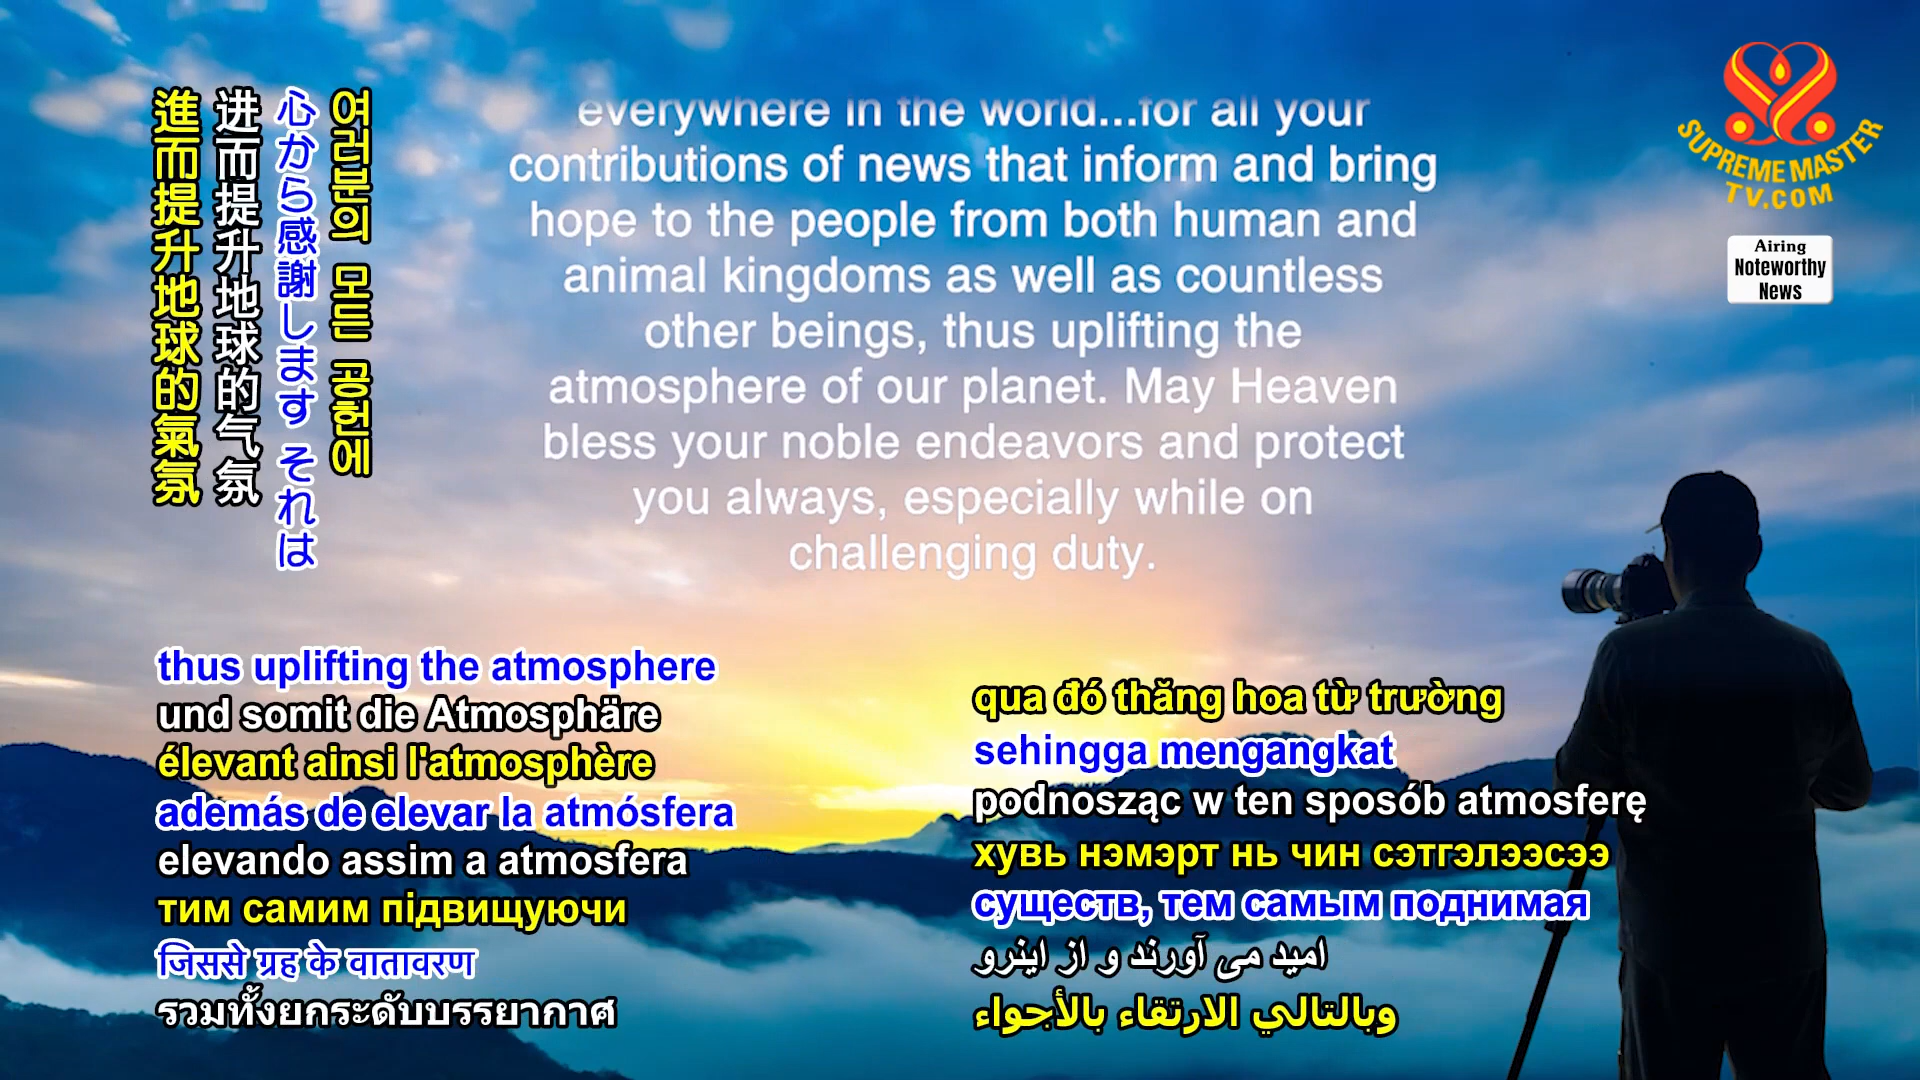 進而提升地球的氣氛
进而提升地球的气氛
心から感謝します それは
여러분의 모든 공헌에
everywhere in the world...for all your
contributions of news that inform and bring
hope to the people from both human and
animal kingdoms as well as countless
other beings, thus uplifting the
atmosphere of our planet. May Heaven
bless your noble endeavors and protect
you always, especially while on
challenging duty.
SUPREME MASTER
TV.COM
Airing
Noteworthy
News
thus uplifting the atmosphere
und somit die Atmosphäre
élevant ainsi l'atmosphère
además de elevar la atmósfera
elevando assim a atmosfera
тим самим підвищуючи
जिससे ग्रह के वातावरण
รวมทั้งยกระดับบรรยากาศ
qua đó thăng hoa từ trường
sehingga mengangkat
podnosząc w ten sposób atmosferę
хувь нэмэрт нь чин сэтгэлээсээ
существ, тем самым поднимая
امید می آورند و از اینرو
وبالتالي الارتقاء بالأجواء